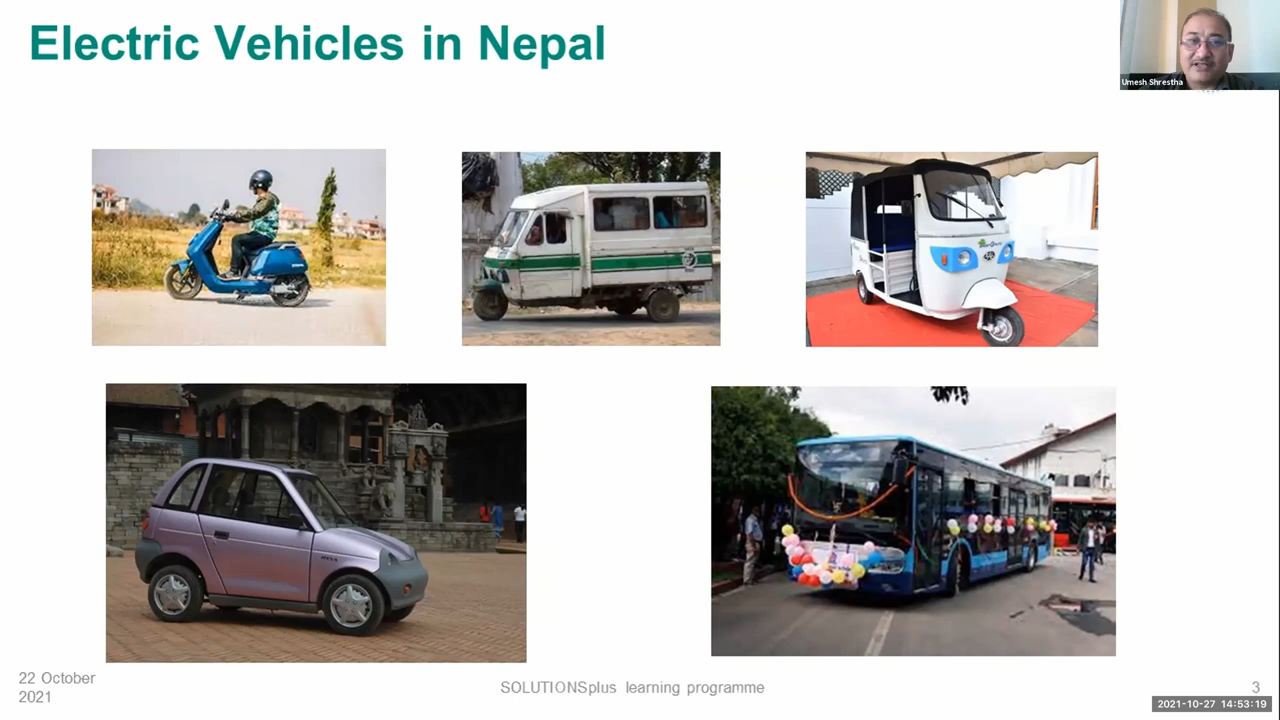 Electric Vehicles in Nepal
Umesh Shrestha
22 October
2021
SOLUTIONSplus learning programme
3
2021-10-27 14:53:19